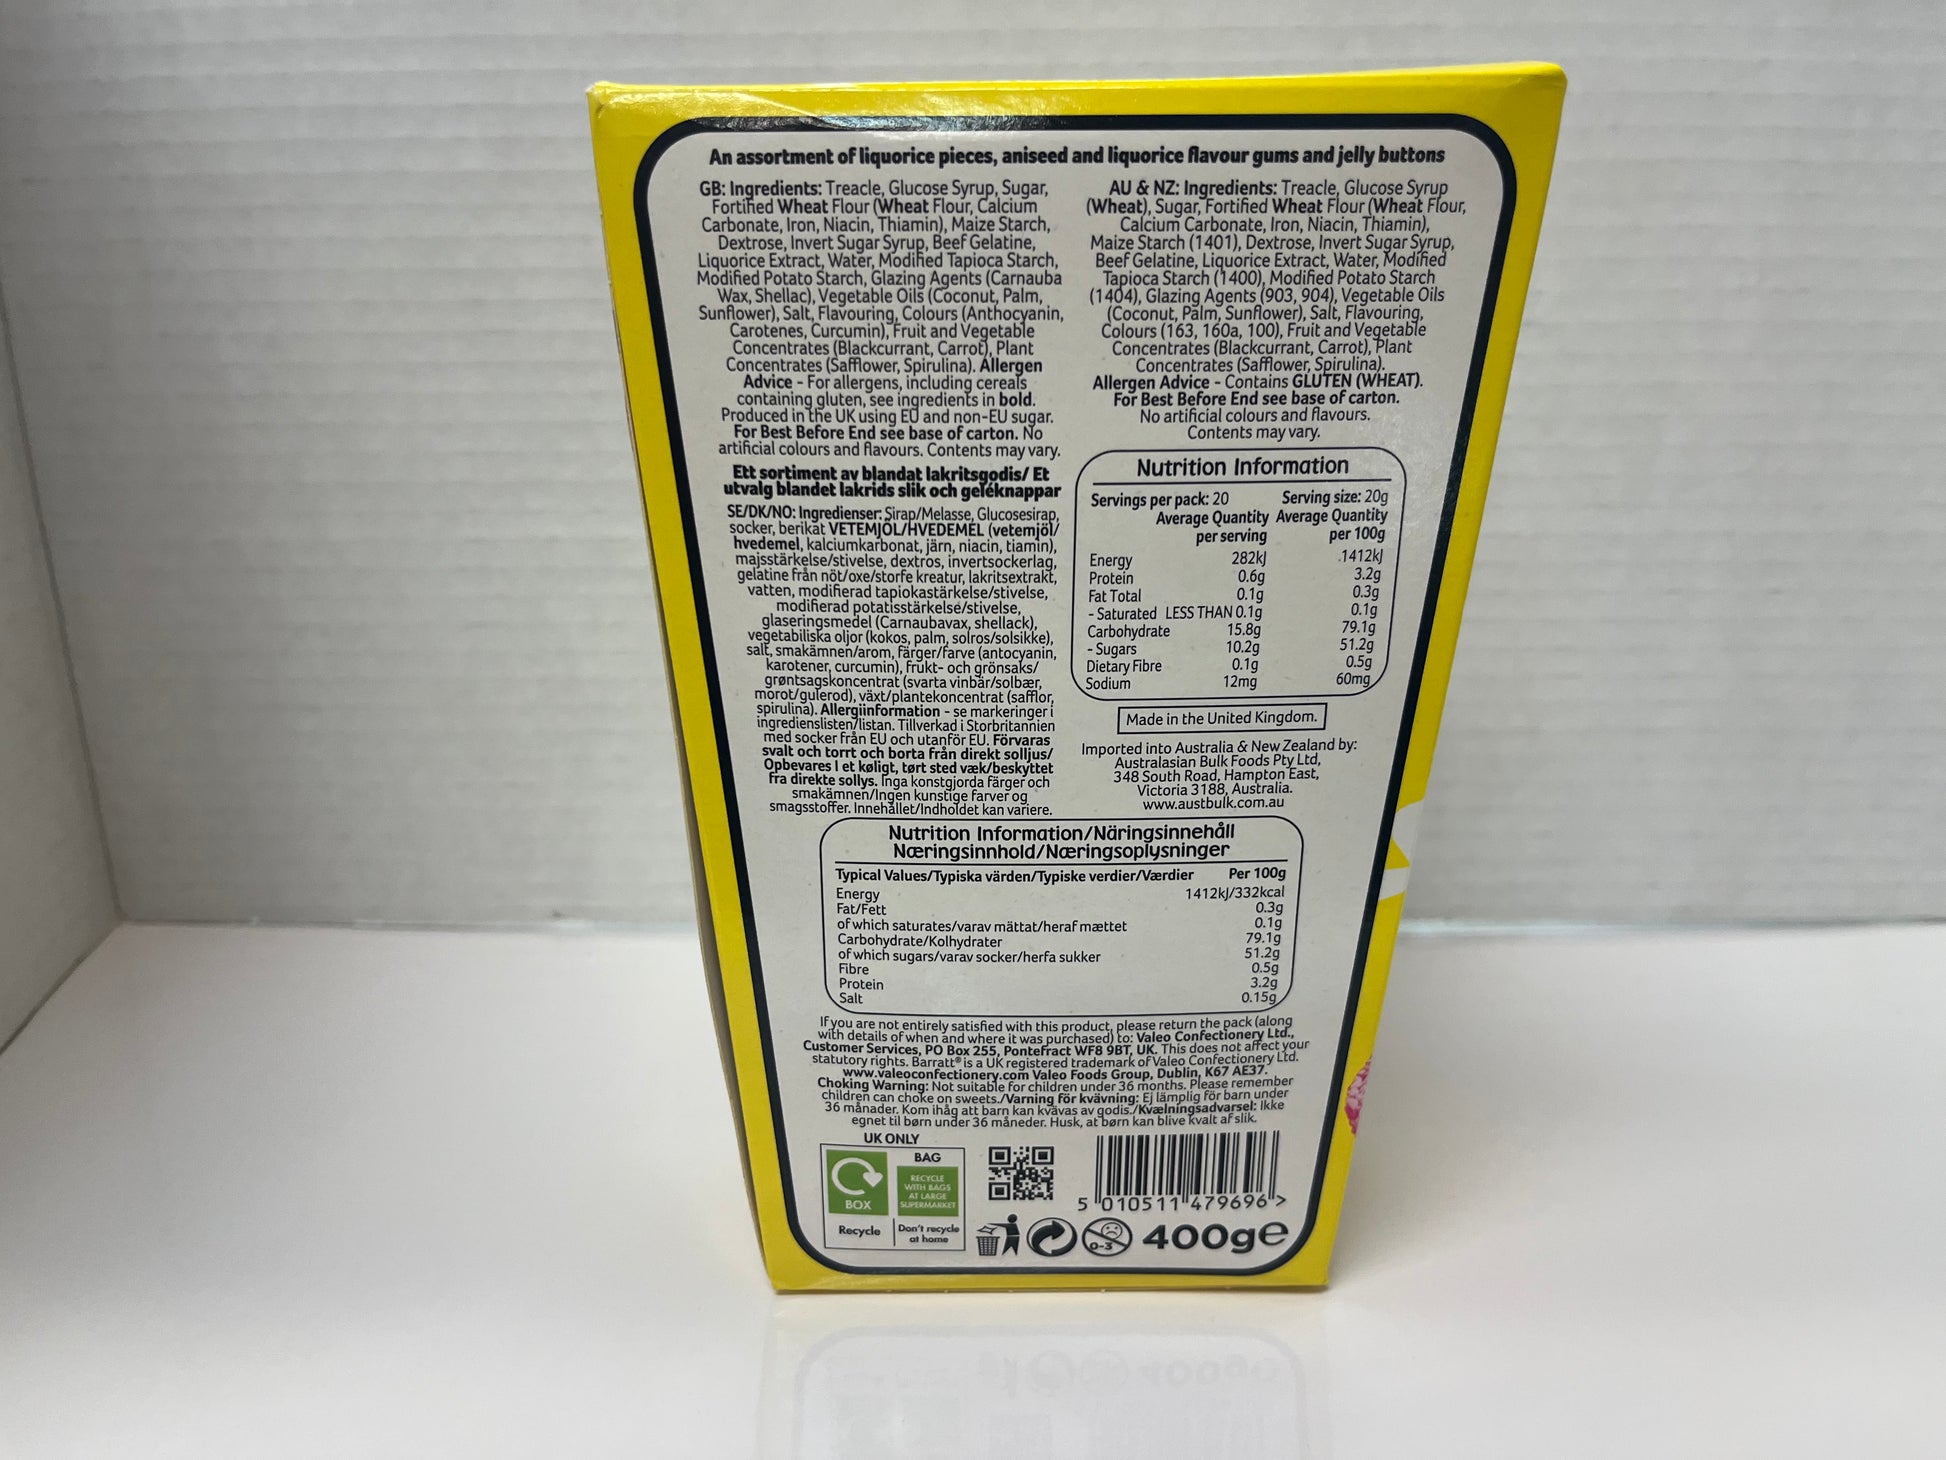 An assortment of liquorice pieces, aniseed and liquorice flavour gums and jelly buttons
GB: Ingredients: Treacle, Glucose Syrup, Sugar,
Fortified Wheat Flour (Wheat Flour, Calcium
Carbonate, Iron, Niacin, Thiamin), Maize Starch,
Dextrose, Invert Sugar Syrup, Beef Gelatine,
Liquorice Extract, Water, Modified Tapioca Starch,
Modified Potato Starch, Glazing Agents (Carnauba
Wax, Shellac), Vegetable Oils (Coconut, Palm,
Sunflower), Salt, Flavouring, Colours (Anthocyanin,
Carotenes, Curcumin), Fruit and Vegetable
Concentrates (Blackcurrant, Carrot), Plant
Concentrates (Safflower, Spirulina). Allergen
Advice - For allergens, including cereals
containing gluten, see ingredients in bold.
Produced in the UK using EU and non-EU sugar.
For Best Before End see base of carton. No
artificial colours and flavours. Contents may vary.
Ett sortiment av blandat lakritsgodis/ Et
utvalg blandet lakrids slik och geléknappar
SE/DK/NO: Ingredienser: Sirap/Melasse, Glucosesirap,
socker, berikat VETEMJÖL/HVEDEMEL (vetemjöl/
hvedemel, kalciumkarbonat, järn, niacin, tiamin),
majsstärkelse/stivelse, dextros, invertsockerlag,
gelatine från nöt/oxe/storfe kreatur, lakritsextrakt,
vatten, modifierad tapiokastärkelse/stivelse,
modifierad potatisstärkelse/stivelse,
glaseringsmedel (Carnaubavax, shellack),
vegetabiliska oljor (kokos, palm, solros/solsikke),
salt, smakämnen/arom, färger/farve (antocyanin,
karotener, curcumin), frukt- och grönsaks/
grøntsagskoncentrat (svarta vinbär/solbær,
morot/gulerod), växt/plantekoncentrat (safflor,
spirulina). Allergiinformation - se markeringer i
ingredienslisten/listan. Tillverkad i Storbritannien
med socker från EU och utanför EU. Förvaras
svalt och torrt och borta från direkt solljus/
Opbevares I et køligt, tørt sted væk/beskyttet
fra direkte sollys. Inga konstgjorda färger och
smakämnen/Ingen kunstige farver og
smagsstoffer. Innehållet/Indholdet kan variere.
AU & NZ: Ingredients: Treacle, Glucose Syrup
(Wheat), Sugar, Fortified Wheat Flour (Wheat Flour,
Calcium Carbonate, Iron, Niacin, Thiamin),
Maize Starch (1401), Dextrose, Invert Sugar Syrup,
Beef Gelatine, Liquorice Extract, Water, Modified
Tapioca Starch (1400), Modified Potato Starch
(1404), Glazing Agents (903, 904), Vegetable Oils
(Coconut, Palm, Sunflower), Salt, Flavouring,
Colours (163, 160a, 100), Fruit and Vegetable
Concentrates (Blackcurrant, Carrot), Plant
Concentrates (Safflower, Spirulina).
Allergen Advice - Contains GLUTEN (WHEAT).
For Best Before End see base of carton.
No artificial colours and flavours.
Contents may vary.
Nutrition Information
Servings per pack: 20 Serving size: 20g
Average Quantity Average Quantity
per serving per 100g
Energy 282kJ 1412kJ
Protein 0.6g 3.2g
Fat Total 0.1g 0.3g
- Saturated LESS THAN 0.1g 0.1g
Carbohydrate 15.8g 79.1g
- Sugars 10.2g 51.2g
Dietary Fibre 0.1g 0.5g
Sodium 12mg 60mg
Made in the United Kingdom.
Imported into Australia & New Zealand by:
Australasian Bulk Foods Pty Ltd,
348 South Road, Hampton East,
Victoria 3188, Australia.
www.austbulk.com.au
Nutrition Information/Näringsinnehåll
Næringsinnhold/Næringsoplysninger
Typical Values/Typiska värden/Typiske verdier/Værdier Per 100g
Energy 1412kJ/332kcal
Fat/Fett 0.3g
of which saturates/varav mättat/heraf mættet 0.1g
Carbohydrate/Kolhydrater 79.1g
of which sugars/varav socker/herfa sukker 51.2g
Fibre 0.5g
Protein 3.2g
Salt 0.15g
If you are not entirely satisfied with this product, please return the pack (along
with details of when and where it was purchased) to: Valeo Confectionery Ltd.,
Customer Services, PO Box 255, Pontefract WF8 9BT, UK. This does not affect your
statutory rights. Barratt® is a UK registered trademark of Valeo Confectionery Ltd.
www.valeoconfectionery.com Valeo Foods Group, Dublin, K67 AE37.
Choking Warning: Not suitable for children under 36 months. Please remember
children can choke on sweets./Varning för kvävning: Ej lämplig för barn under
36 månader. Kom ihåg att barn kan kvävas av godis./Kvælningsadvarsel: Ikke
egnet til børn under 36 måneder. Husk, at børn kan blive kvalt af slik.
UK ONLY
BOX
Recycle
BAG
RECYCLE
WITH BAGS
AT LARGE
SUPERMARKET
Don't recycle
at home
5 010511 479696 >
0-3
400g e